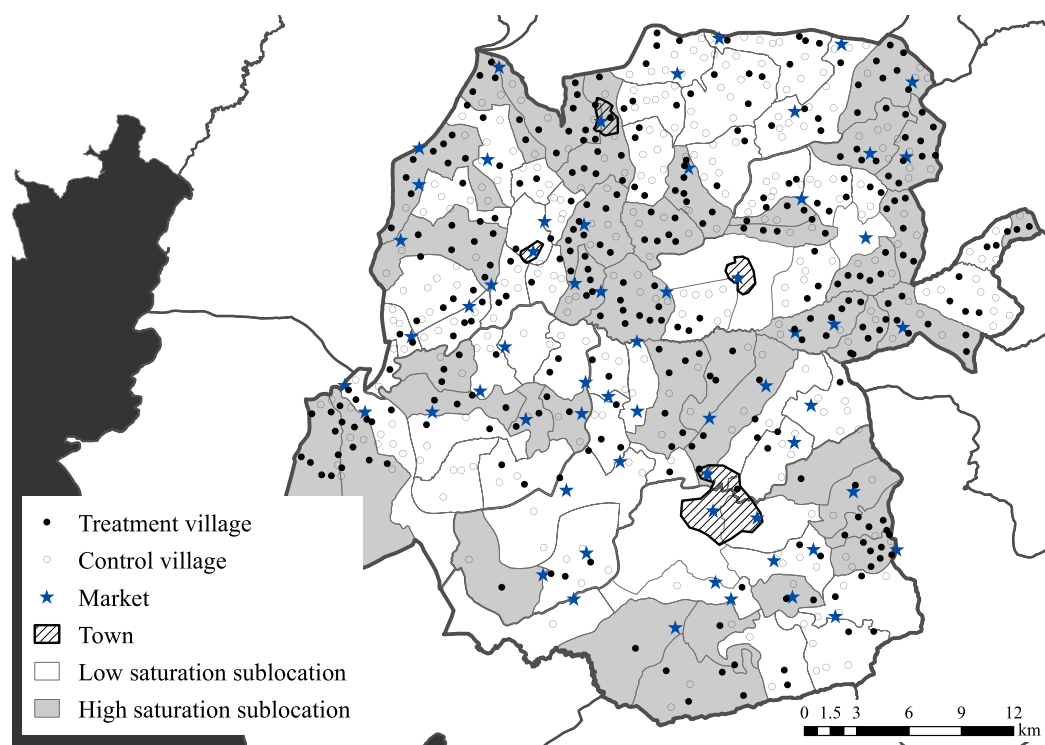 Treatment village
Control village
Market
Town
Low saturation sublocation
High saturation sublocation
0 1.5 3 6 9 12
km